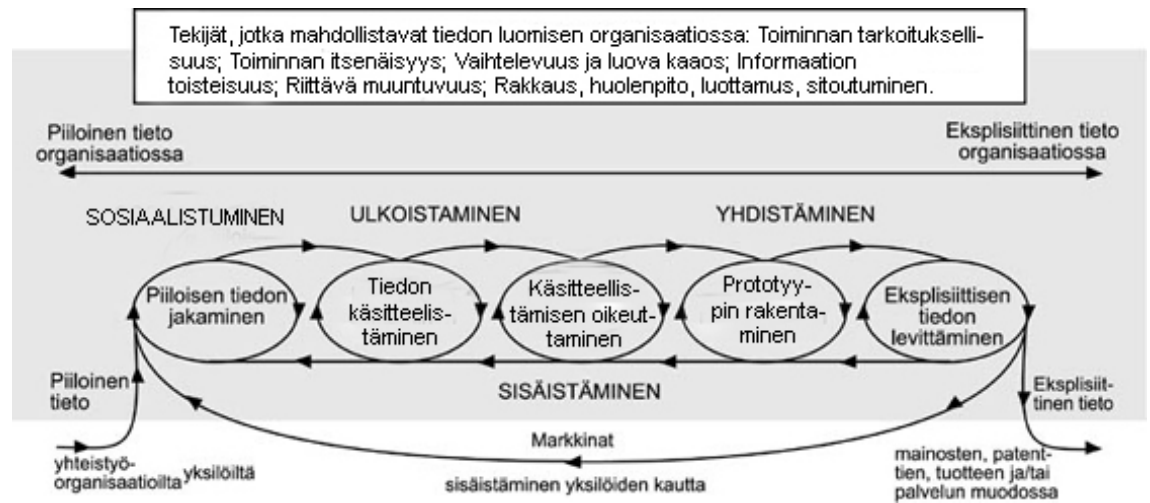 Tekijät, jotka mahdollistavat tiedon luomisen organisaatiossa: Toiminnan tarkoitukselli-
suus; Toiminnan itsenäisyys; Vaihtelevuus ja luova kaaos; Informaation
toisteisuus; Riittävä muuntuvuus; Rakkaus, huolenpito, luottamus, sitoutuminen.
Piiloinen tieto
organisaatiossa
Eksplisiittinen tieto
organisaatiossa
SOSIAALISTUMINEN
ULKOISTAMINEN
YHDISTÄMINEN
Piiloisen tiedon
jakaminen
Tiedon
käsitteelis-
täminen
Käsitteellis-
tämisen oikeut-
taminen
Prototyy-
pin rakenta-
minen
Eksplisiittisen
tiedon
levittäminen
SISÄISTÄMINEN
Piiloinen
tieto
Eksplisiit-
tinen tieto
Markkinat
yhteistyö-
organisaatioilta
yksilöiltä
sisäistäminen yksilöiden kautta
mainosten, patent-
tien, tuotteen ja/tai
palvelun muodossa